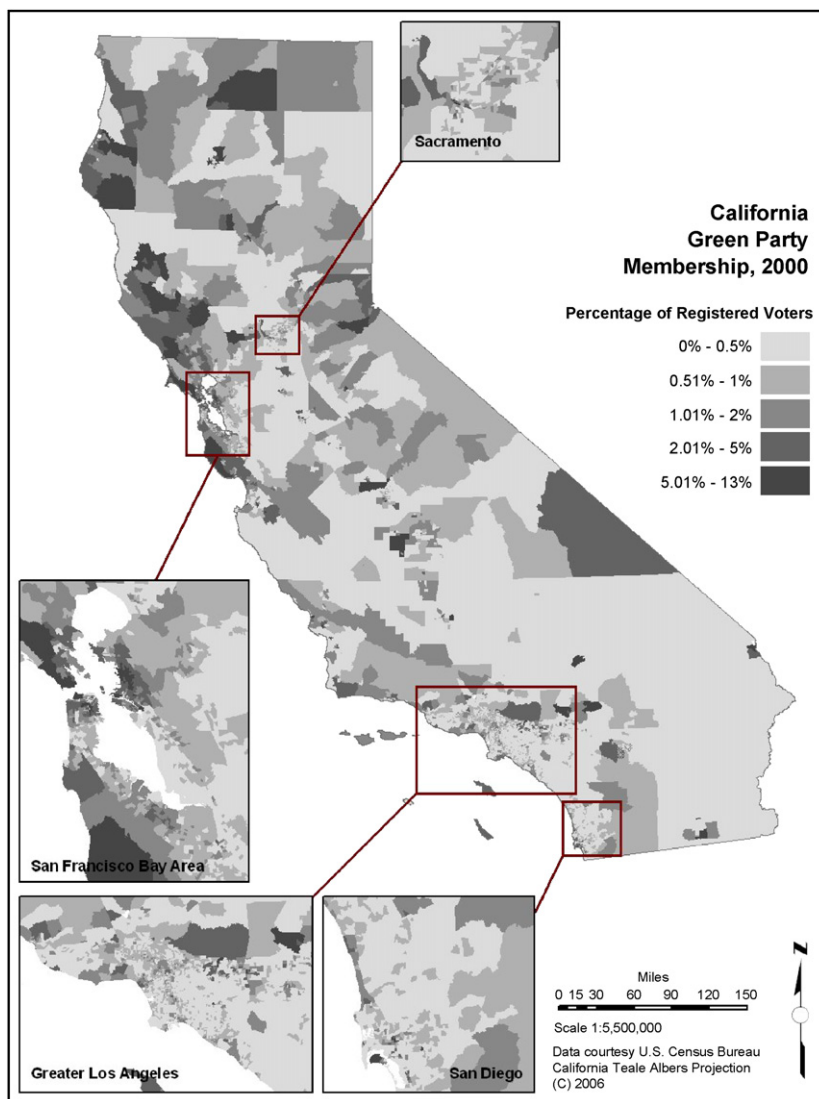 Sacramento
California
Green Party
Membership, 2000
Percentage of Registered Voters
0% - 0.5%
0.51% - 1%
1.01% - 2%
2.01% - 5%
5.01% - 13%
San Francisco Bay Area
Greater Los Angeles
San Diego
Miles
0 15 30 60 90 120 150
Scale 1:5,500,000
Data courtesy U.S. Census Bureau
California Teale Albers Projection
(C) 2006
N